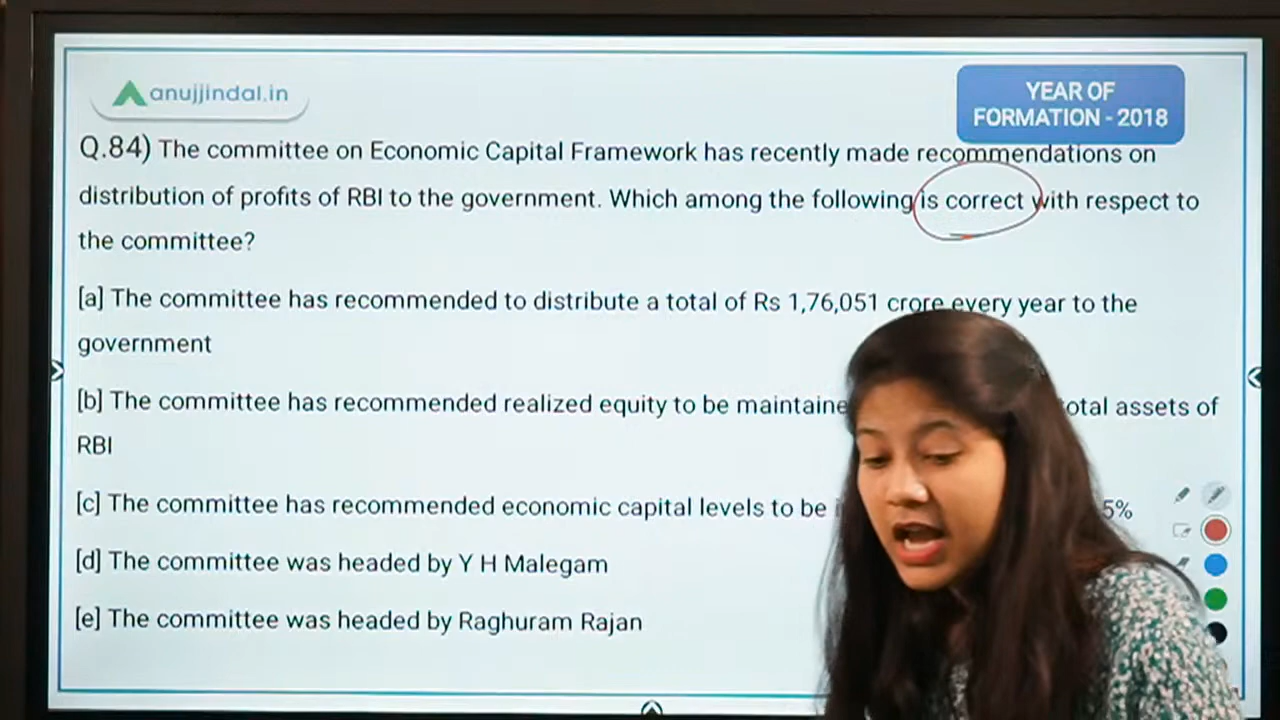 anujjindal.in
YEAR OF
FORMATION - 2018
Q.84) The committee on Economic Capital Framework has recently made recommendations on
distribution of profits of RBI to the government. Which among the following is correct with respect to
the committee?
[a] The committee has recommended to distribute a total of Rs 1,76,051 crore every year to the
government
[b] The committee has recommended realized equity to be otal assets of
RBI
[c] The committee has recommended economic capital levels to be 5%
[d] The committee was headed by Y H Malegam
[e] The committee was headed by Raghuram Rajan